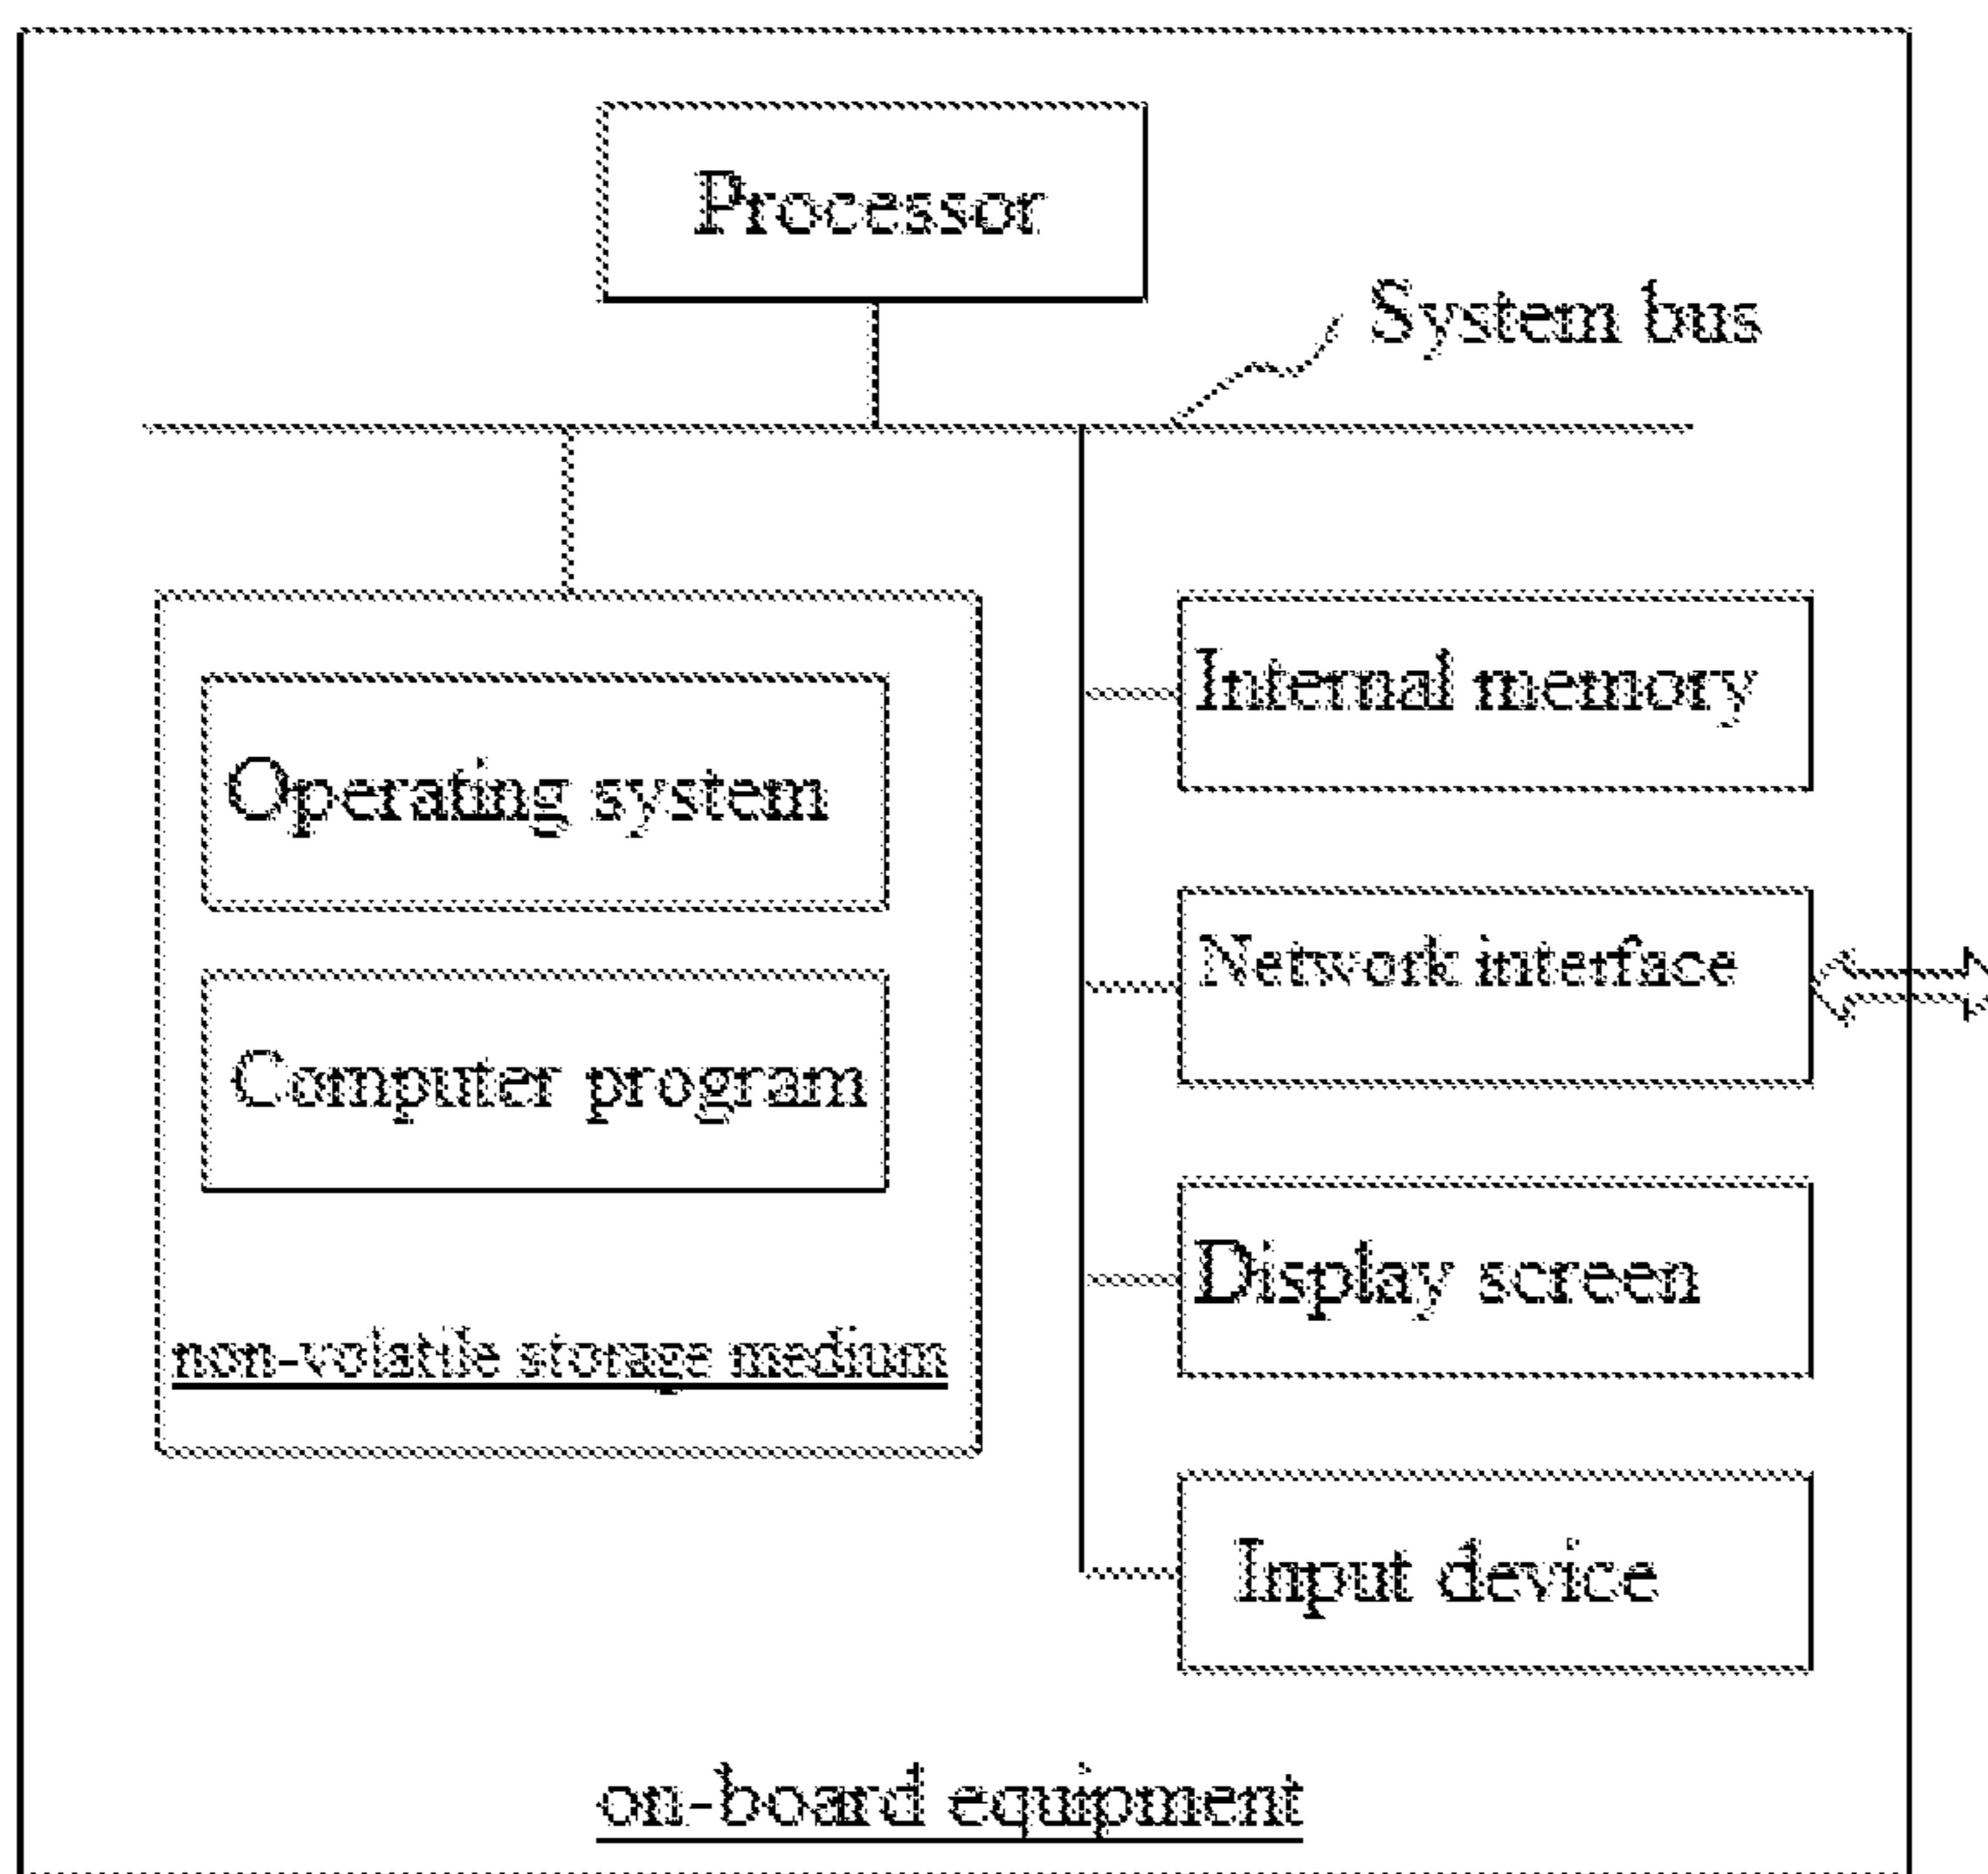 Processor
System bus
Operating system
Computer program
non-volatile storage medium
Internal memory
Network interface
Display screen
Input device
on-board equipment